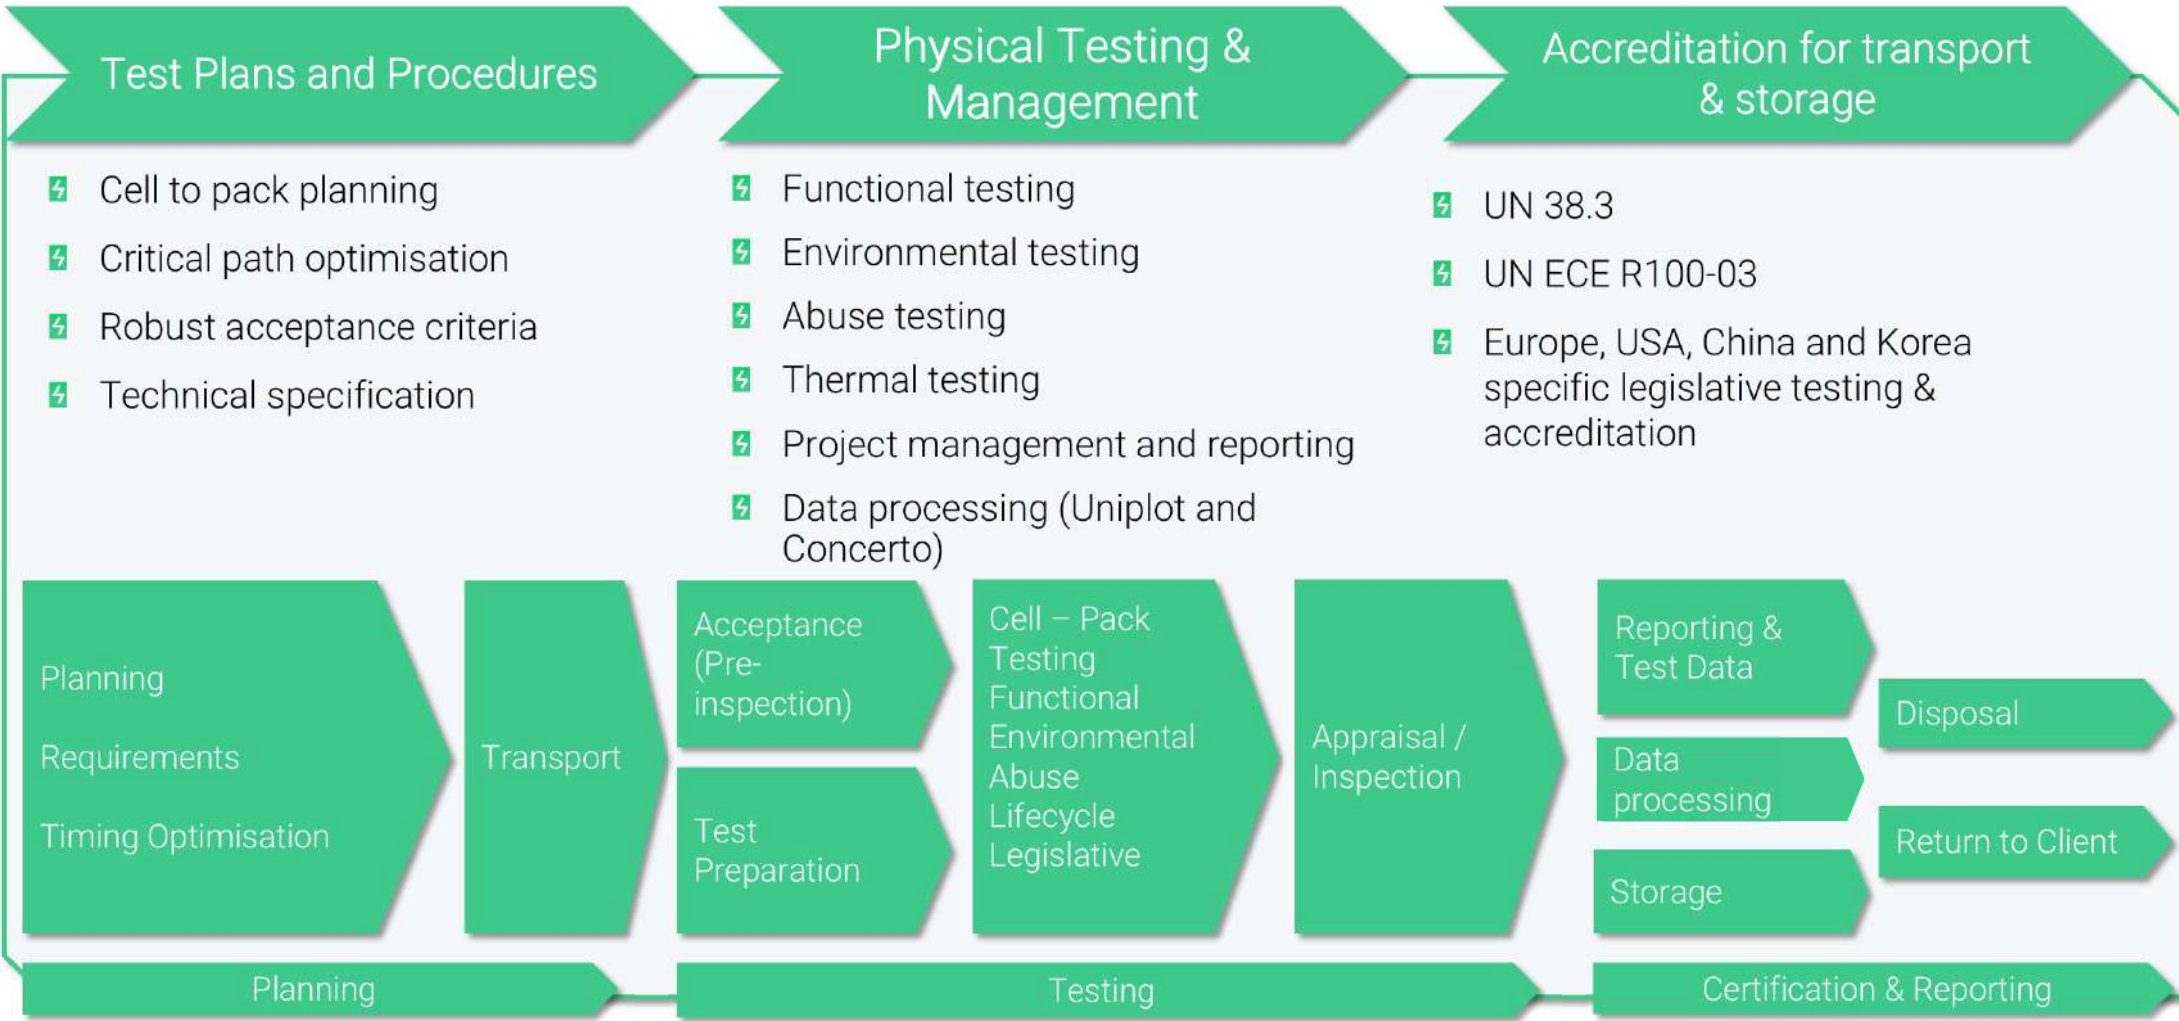 Test Plans and Procedures
Cell to pack planning
Critical path optimisation
Robust acceptance criteria
Technical specification
Physical Testing &
Management
Functional testing
Environmental testing
Abuse testing
Thermal testing
Project management and reporting
Data processing (Uniplot and
Concerto)
Accreditation for transport
& storage
UN 38.3
UN ECE R100-03
Europe, USA, China and Korea
specific legislative testing &
accreditation
Planning
Requirements
Timing Optimisation
Transport
Acceptance
(Pre-
inspection)
Test
Preparation
Cell – Pack
Testing
Functional
Environmental
Abuse
Lifecycle
Legislative
Appraisal /
Inspection
Reporting &
Test Data
Data
processing
Storage
Disposal
Return to Client
Planning
Testing
Certification & Reporting